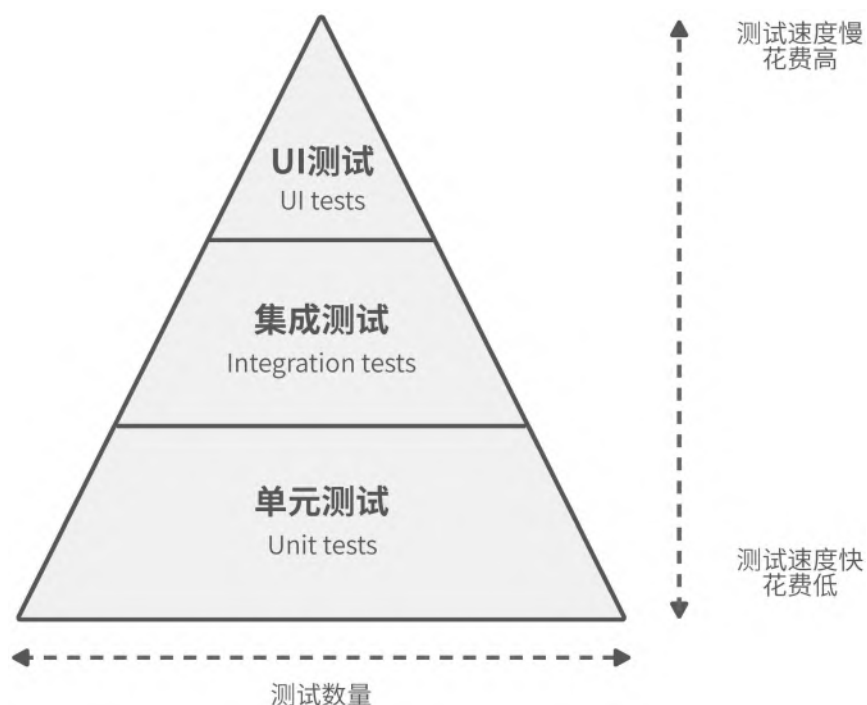 测试速度慢
花费高
UI测试
UI tests
集成测试
Integration tests
单元测试
Unit tests
测试速度快
花费低
测试数量